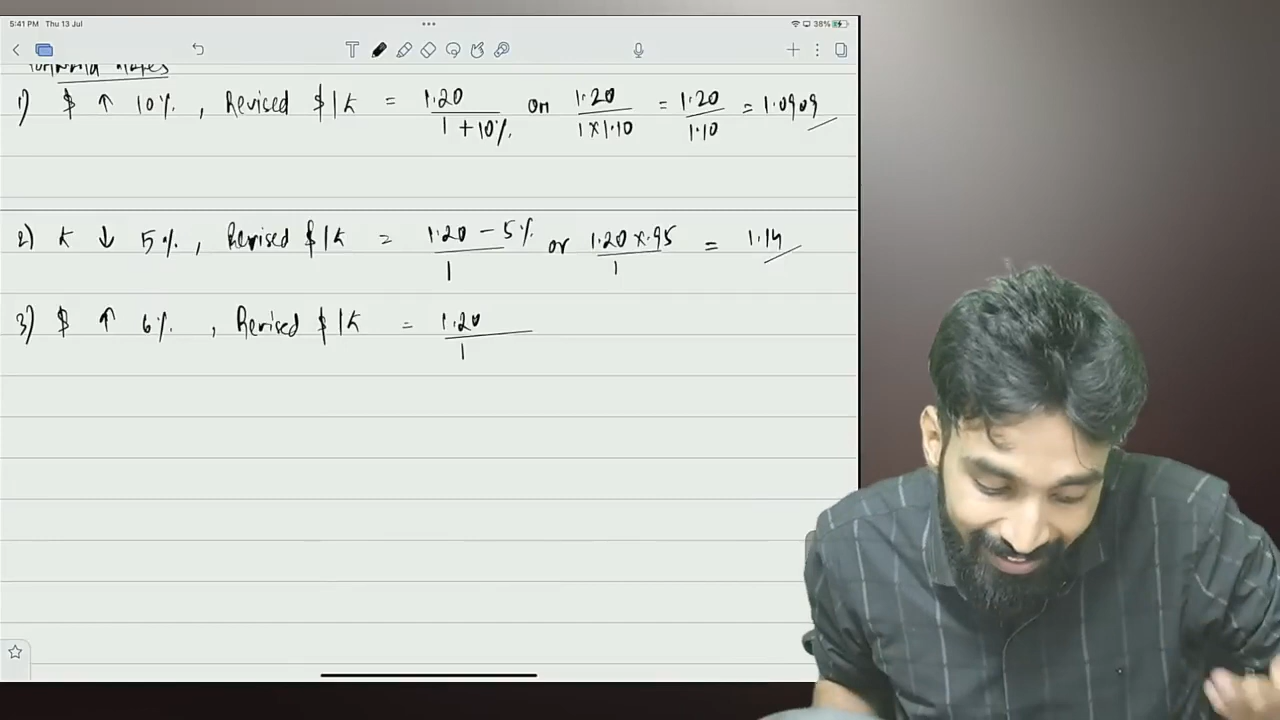 5:41 PM Thu 13 Jul
38%
1) $ ↑ 10%, Revised $/K = 1.20 / 1 + 10% or 1.20 / 1 x 1.10 = 1.20 / 1.10 = 1.0909
2) K ↓ 5%, Revised $/K = 1.20 - 5% / 1 or 1.20 x .95 / 1 = 1.14
3) $ ↑ 6%, Revised $/K = 1.20 / 1